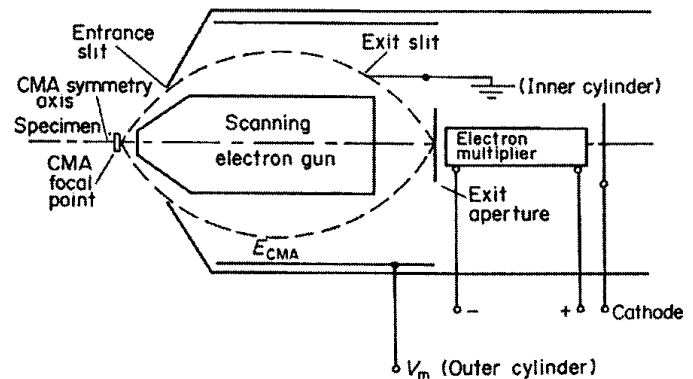 Entrance
slit
Exit slit
(Inner cylinder)
CMA symmetry
axis
Specimen
CMA
focal
point
Scanning
electron gun
Electron
multiplier
Exit
aperture
E_CMA
−
+
Cathode
V_m (Outer cylinder)